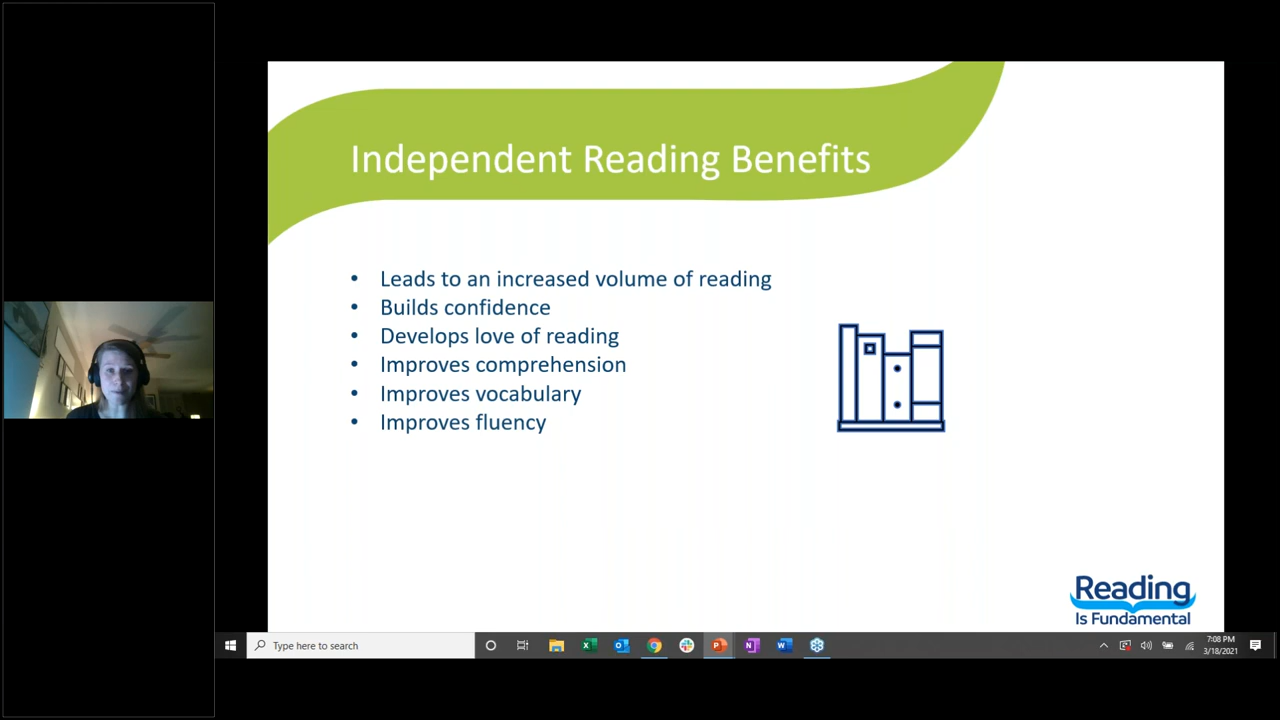 Independent Reading Benefits
• Leads to an increased volume of reading
• Builds confidence
• Develops love of reading
• Improves comprehension
• Improves vocabulary
• Improves fluency
Reading
Is Fundamental
Type here to search
7:08 PM
3/18/2021